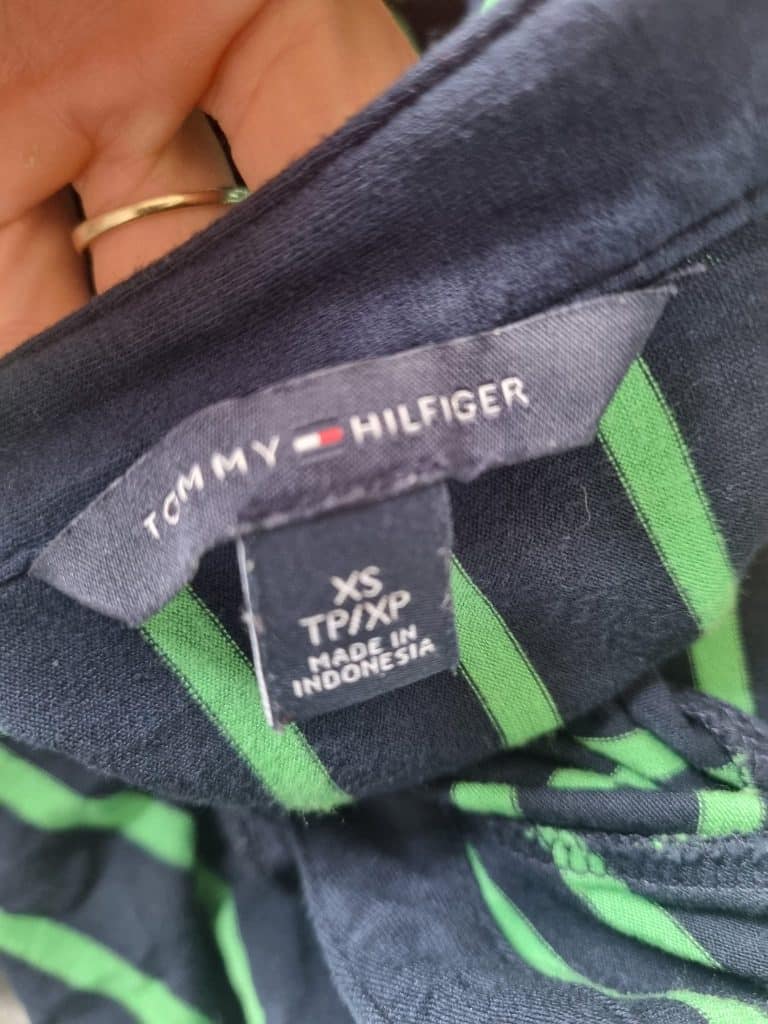 TOMMY HILFIGER
XS
TP/XP
MADE IN
INDONESIA